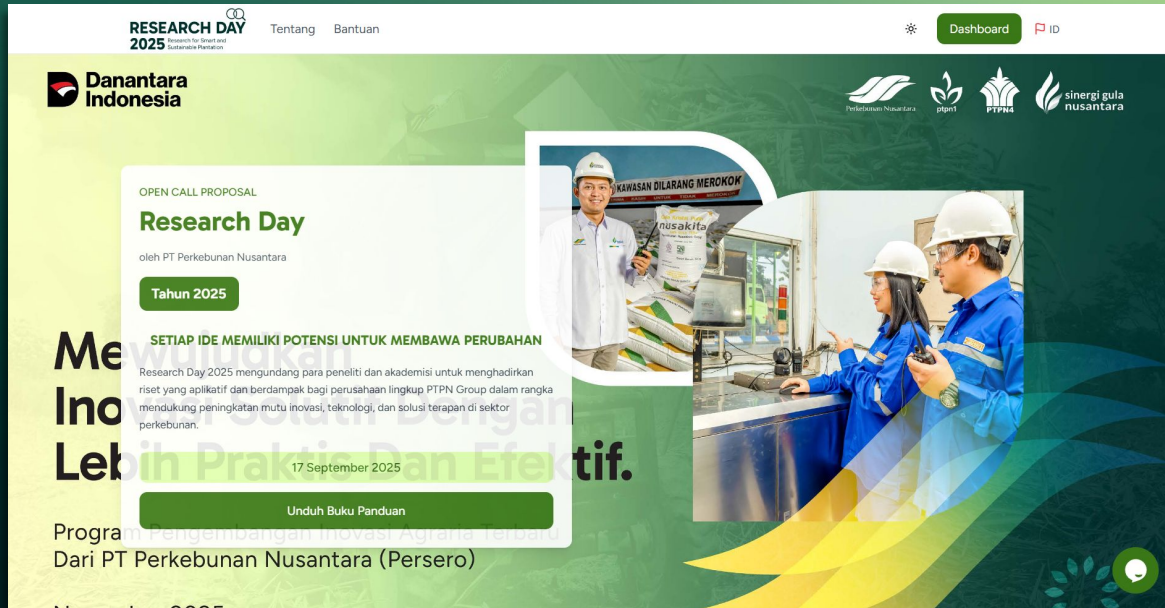 RESEARCH DAY
2025 Research for Smart and
Sustainable Plantation
Tentang
Bantuan
Dashboard
ID
Danantara
Indonesia
Perkebunan Nusantara
ptpn1
PTPN4
sinergi gula
nusantara
OPEN CALL PROPOSAL
Research Day
oleh PT Perkebunan Nusantara
Tahun 2025
SETIAP IDE MEMILIKI POTENSI UNTUK MEMBAWA PERUBAHAN
Research Day 2025 mengundang para peneliti dan akademisi untuk menghadirkan
riset yang aplikatif dan berdampak bagi perusahaan lingkup PTPN Group dalam rangka
mendukung peningkatan mutu inovasi, teknologi, dan solusi terapan di sektor
perkebunan.
17 September 2025
Unduh Buku Panduan
Mewujudkan
Inovasi Solutif Dengan
Lebih Praktis Dan Efektif.
Program Pengembangan Inovasi Agraria Terbaru
Dari PT Perkebunan Nusantara (Persero)
KAWASAN DILARANG MEROKOK
nusakita